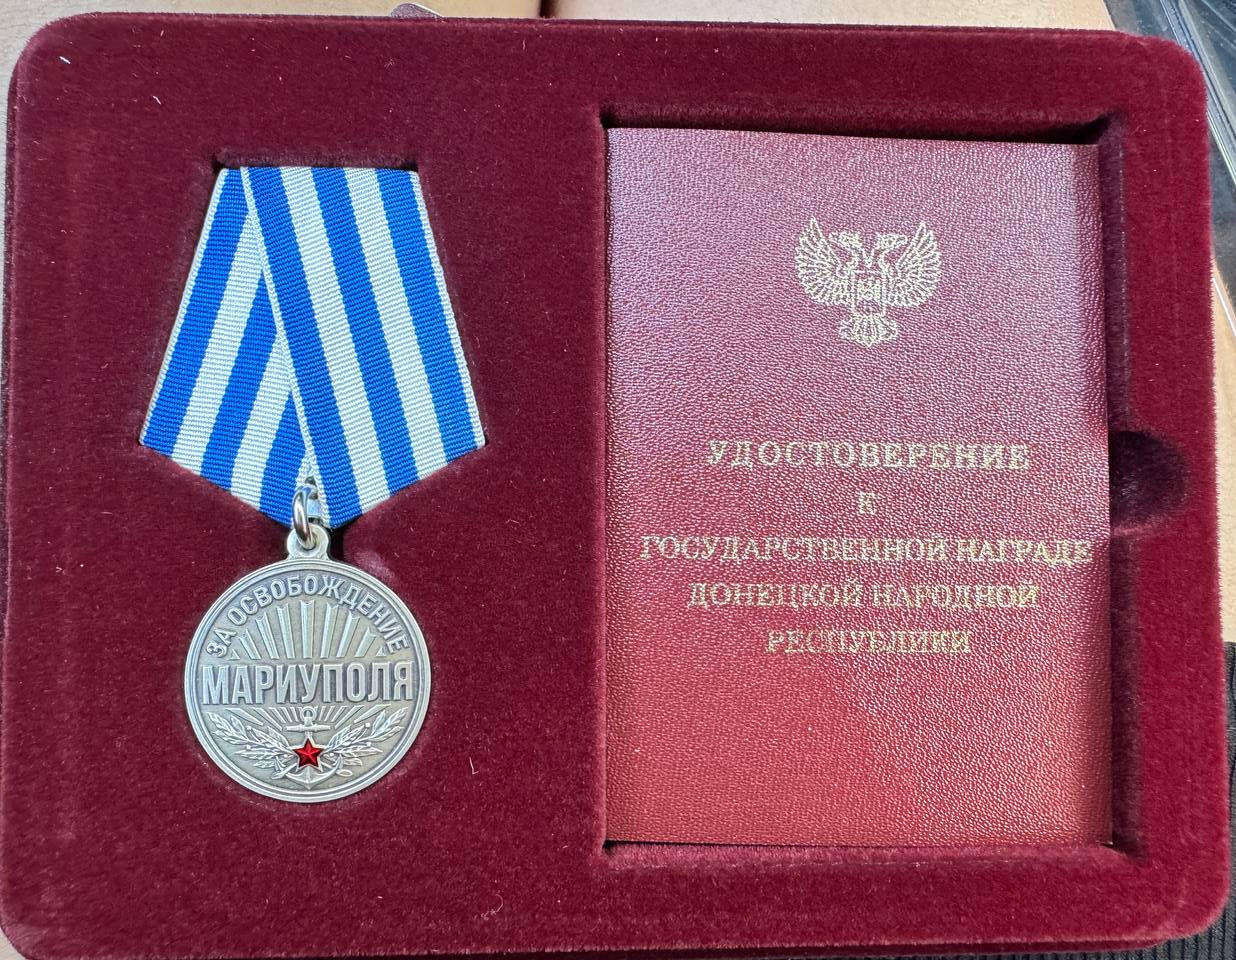 ЗА ОСВОБОЖДЕНИЕ
МАРИУПОЛЯ
УДОСТОВЕРЕНИЕ
К
ГОСУДАРСТВЕННОЙ НАГРАДЕ
ДОНЕЦКОЙ НАРОДНОЙ
РЕСПУБЛИКИ